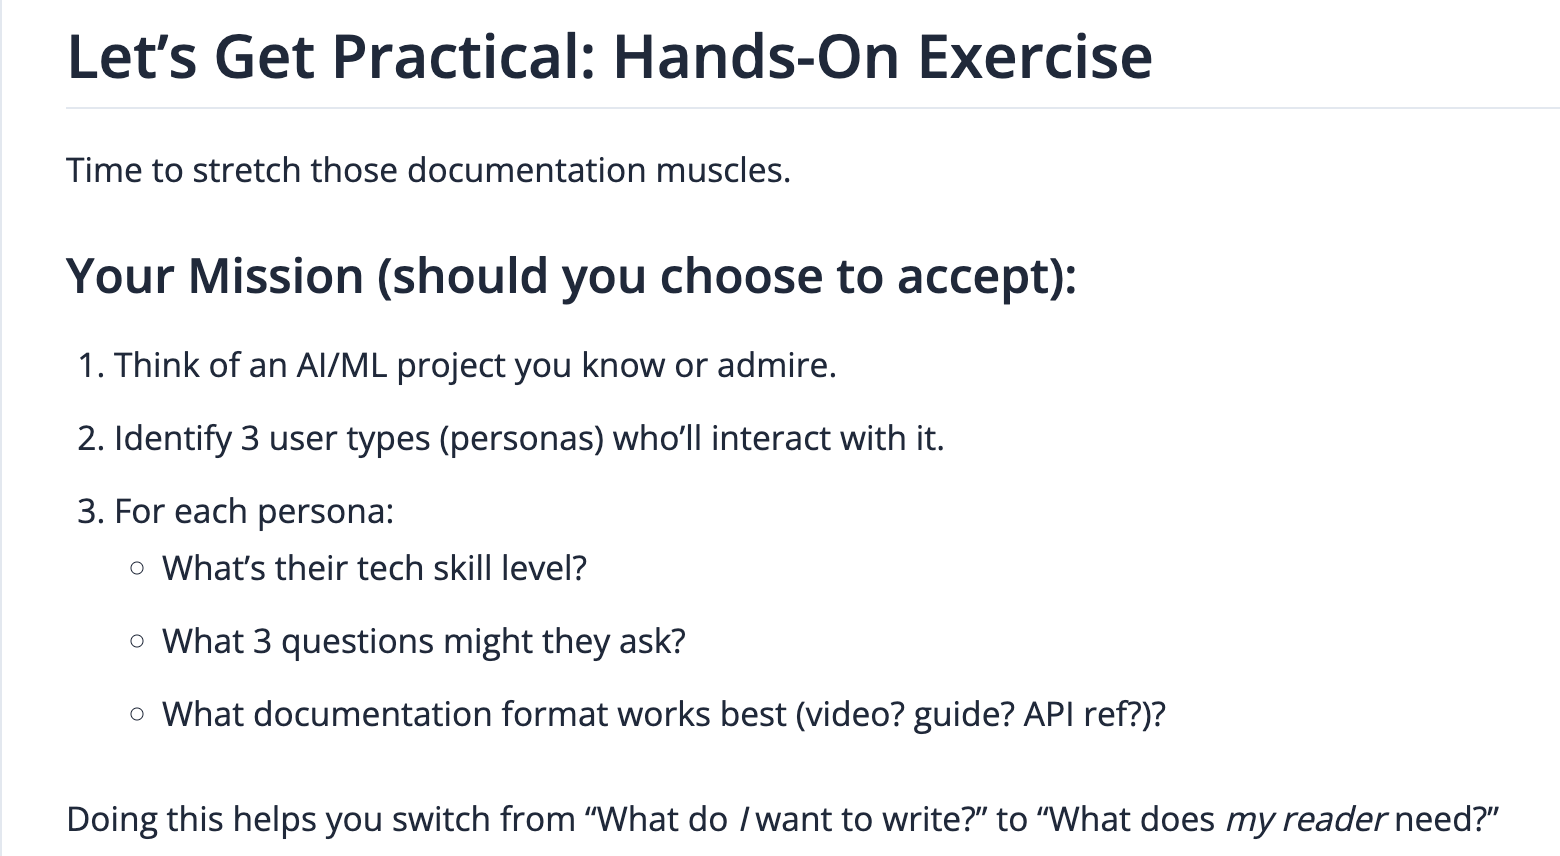 Let’s Get Practical: Hands-On Exercise
Time to stretch those documentation muscles.
Your Mission (should you choose to accept):
1. Think of an AI/ML project you know or admire.
2. Identify 3 user types (personas) who’ll interact with it.
3. For each persona:
○ What’s their tech skill level?
○ What 3 questions might they ask?
○ What documentation format works best (video? guide? API ref?)?
Doing this helps you switch from “What do I want to write?” to “What does my reader need?”